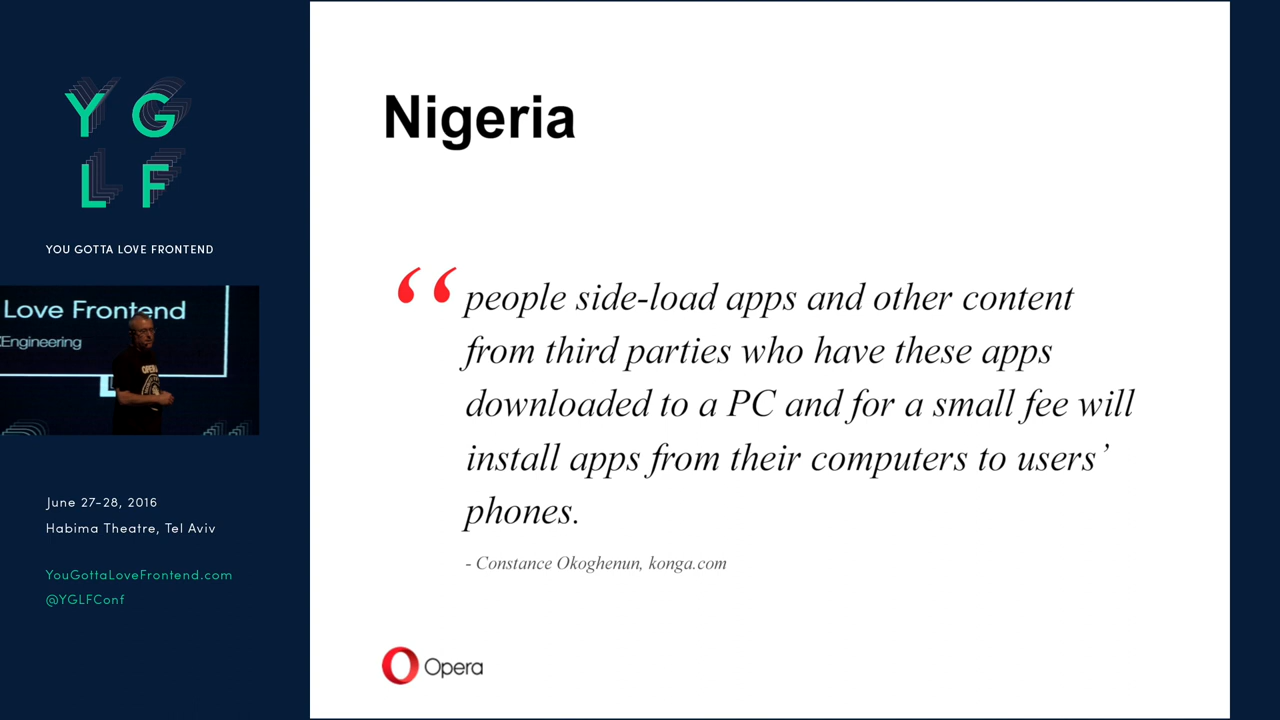 Y G
L F
YOU GOTTA LOVE FRONTEND
Love Frontend
Engineering
OPERA
June 27-28, 2016
Habima Theatre, Tel Aviv
YouGottaLoveFrontend.com
@YGLFConf
Nigeria
“ people side-load apps and other content
from third parties who have these apps
downloaded to a PC and for a small fee will
install apps from their computers to users’
phones.
- Constance Okoghenun, konga.com
Opera